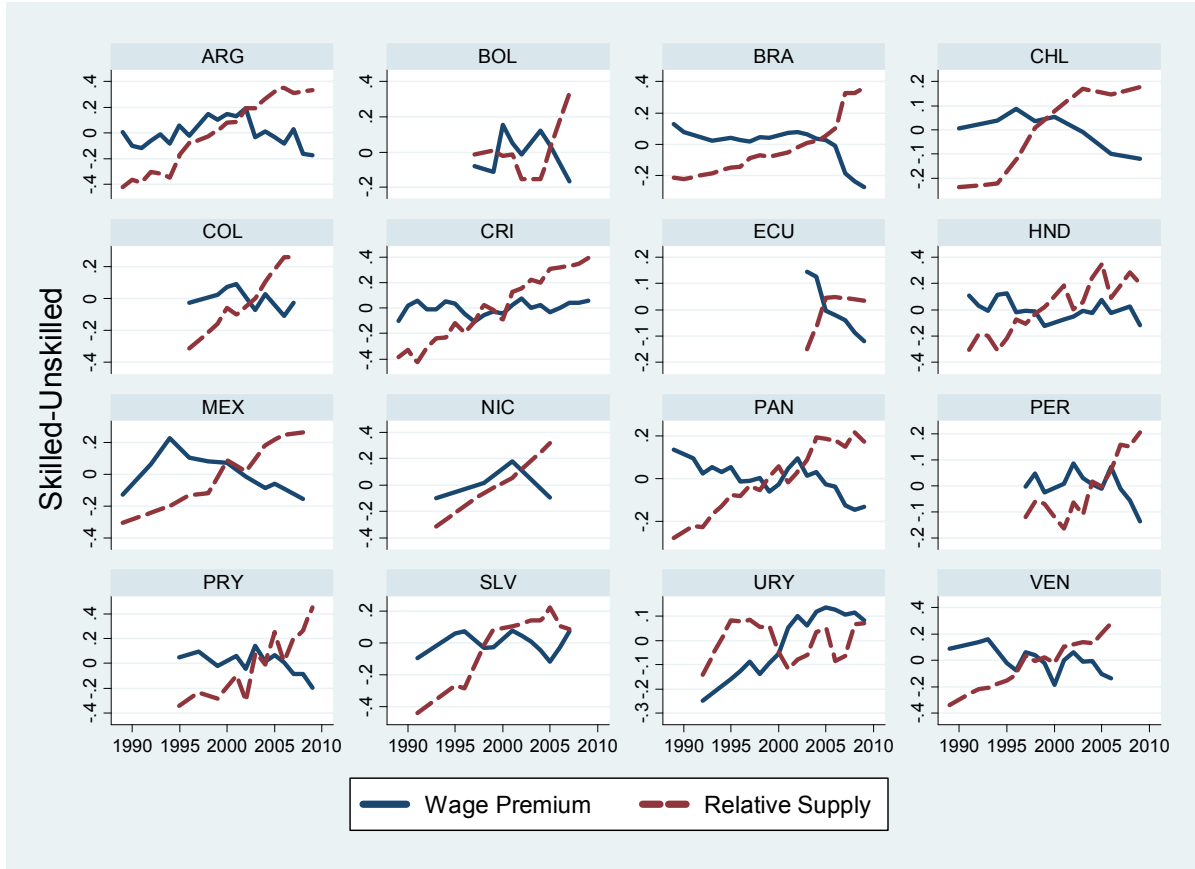 ARG BOL BRA CHL
-.4 -.2 0 .2 .4
-.2 0 .2 .4
-.4 -.2 0 .2 .4
-.2 -.1 0 .1 .2
COL CRI ECU HND
-.4 -.2 0 .2
-.4 -.2 0 .2 .4
-.2 -.1 0 .1 .2
-.4 -.2 0 .2 .4
Skilled-Unskilled
MEX NIC PAN PER
-.4 -.2 0 .2
-.4 -.2 0 .2 .4
-.2 0 .2
-.2 -.1 0 .1 .2
PRY SLV URY VEN
-.4 -.2 0 .2 .4
-.4 -.2 0 .2
-.3 -.2 -.1 0 .1
-.4 -.2 0 .2 .4
1990 1995 2000 2005 2010 1990 1995 2000 2005 2010 1990 1995 2000 2005 2010 1990 1995 2000 2005 2010
Wage Premium Relative Supply